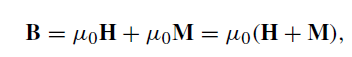 B = μ₀H + μ₀M = μ₀(H + M),